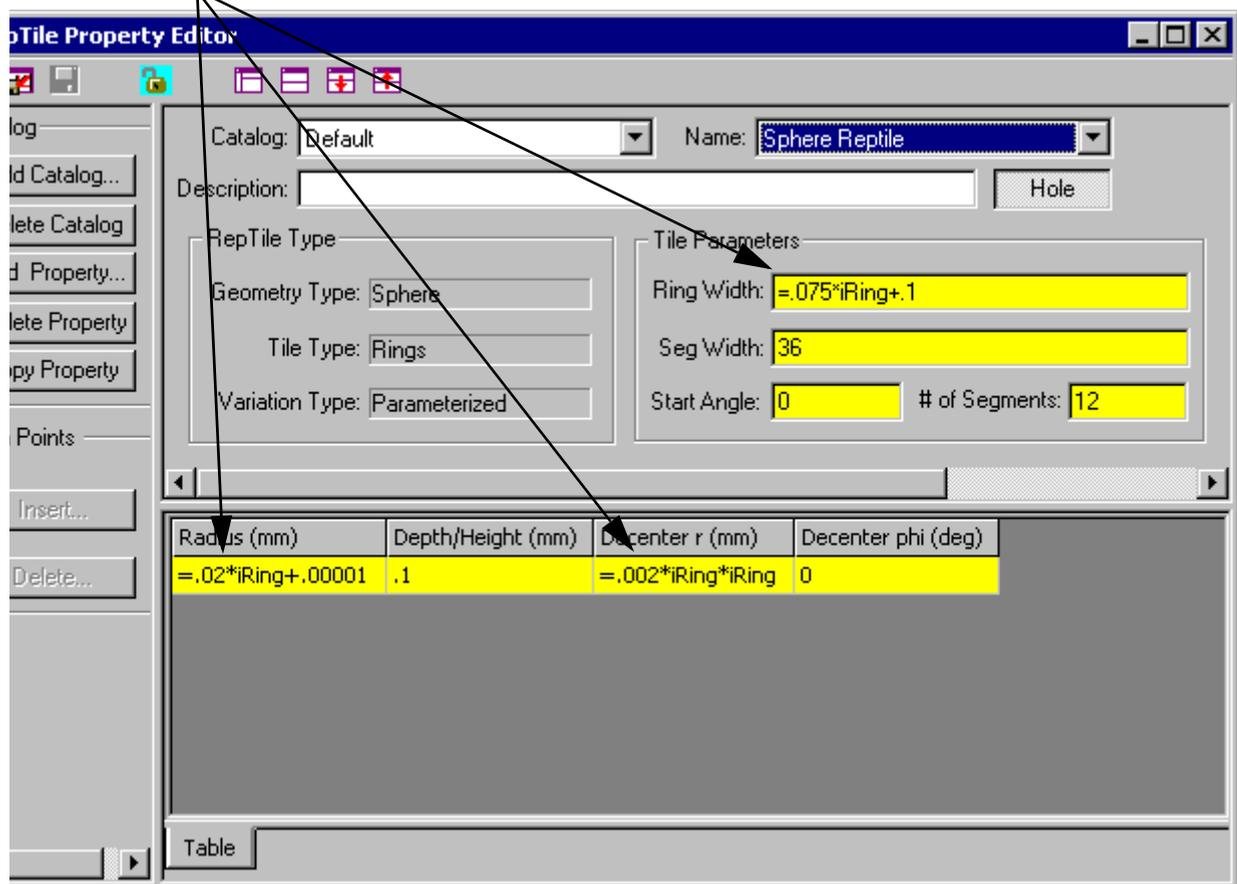 pTile Property Editor
log
Catalog: Default
Name: Sphere Reptile
ld Catalog...
Description:
Hole
lete Catalog
RepTile Type
Tile Parameters
d Property...
Geometry Type: Sphere
Ring Width: =.075*iRing+.1
lete Property
Tile Type: Rings
Seg Width: 36
py Property
Variation Type: Parameterized
Start Angle: 0
# of Segments: 12
Points
Insert...
Radius (mm) Depth/Height (mm) Decenter r (mm) Decenter phi (deg)
Delete...
=.02*iRing+.00001 .1 =.002*iRing*iRing 0
Table